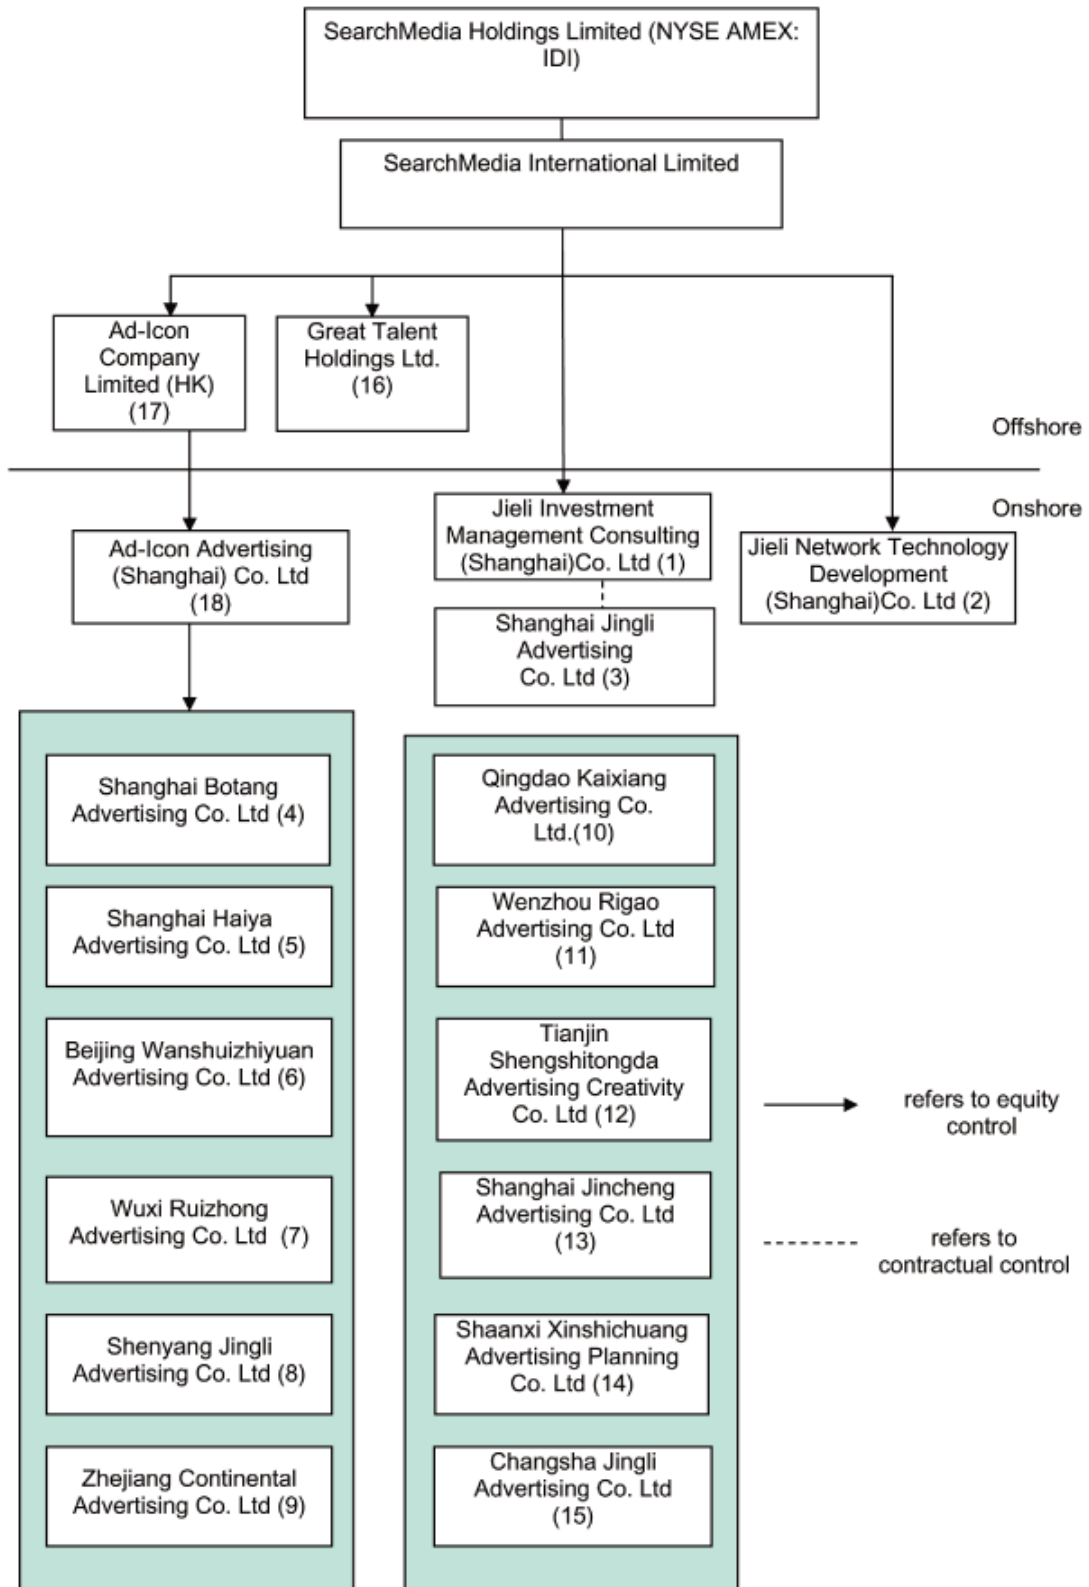 SearchMedia Holdings Limited (NYSE AMEX:
IDI)
SearchMedia International Limited
Ad-Icon
Company
Limited (HK)
(17)
Great Talent
Holdings Ltd.
(16)
Offshore
Onshore
Ad-Icon Advertising
(Shanghai) Co. Ltd
(18)
Jieli Investment
Management Consulting
(Shanghai)Co. Ltd (1)
Jieli Network Technology
Development
(Shanghai)Co. Ltd (2)
Shanghai Jingli
Advertising
Co. Ltd (3)
Shanghai Botang
Advertising Co. Ltd (4)
Shanghai Haiya
Advertising Co. Ltd (5)
Beijing Wanshuizhiyuan
Advertising Co. Ltd (6)
Wuxi Ruizhong
Advertising Co. Ltd (7)
Shenyang Jingli
Advertising Co. Ltd (8)
Zhejiang Continental
Advertising Co. Ltd (9)
Qingdao Kaixiang
Advertising Co.
Ltd.(10)
Wenzhou Rigao
Advertising Co. Ltd
(11)
Tianjin
Shengshitongda
Advertising Creativity
Co. Ltd (12)
Shanghai Jincheng
Advertising Co. Ltd
(13)
Shaanxi Xinshichuang
Advertising Planning
Co. Ltd (14)
Changsha Jingli
Advertising Co. Ltd
(15)
refers to equity
control
refers to
contractual control